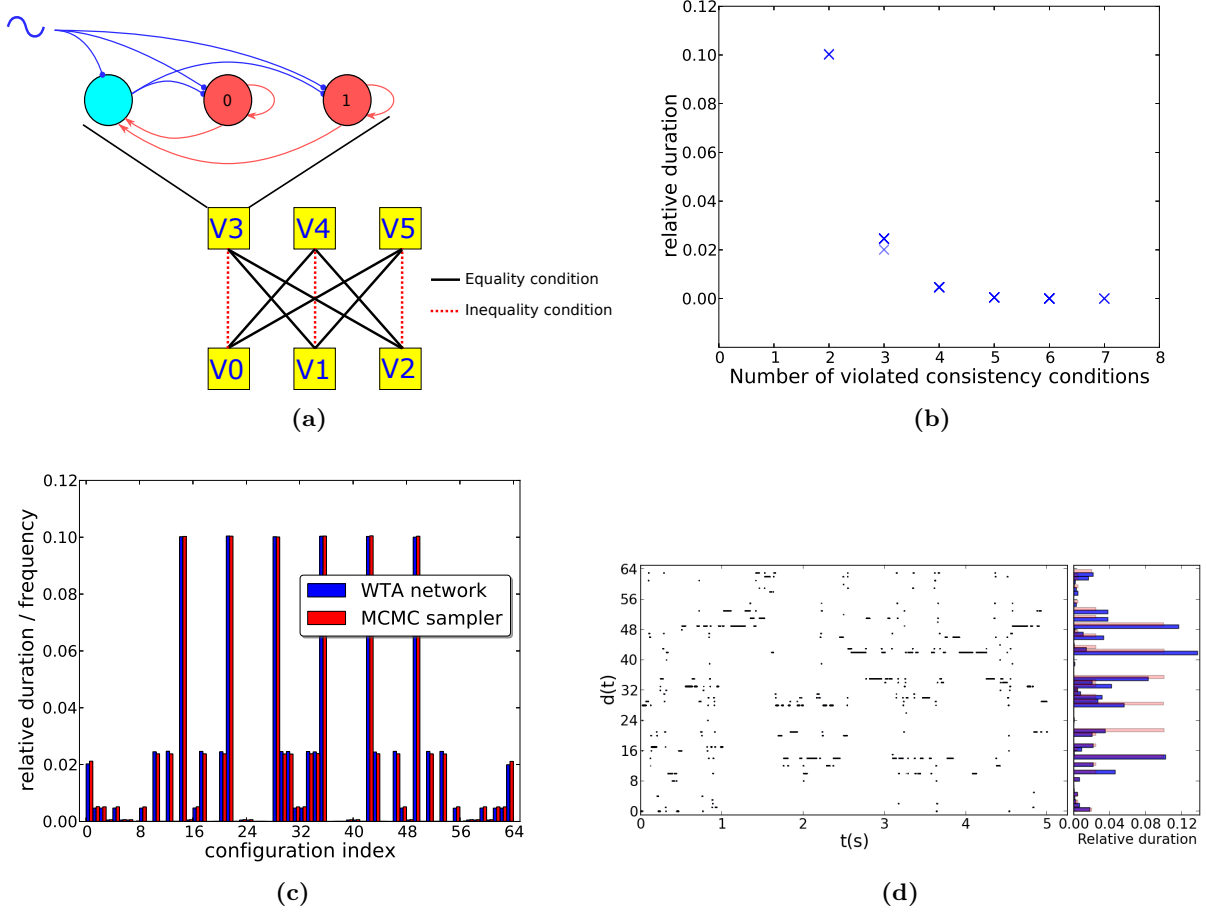 0
1
V3
V4
V5
Equality condition
Inequality condition
V0
V1
V2
(a)
relative duration
0.12
0.10
0.08
0.06
0.04
0.02
0.00
0 1 2 3 4 5 6 7 8
Number of violated consistency conditions
(b)
relative duration / frequency
0.12
0.10
0.08
0.06
0.04
0.02
0.00
WTA network
MCMC sampler
0 8 16 24 32 40 48 56 64
configuration index
(c)
d(t)
64
56
48
40
32
24
16
8
0
0 1 2 3 4 5
t(s)
0.00 0.04 0.08 0.12
Relative duration
(d)